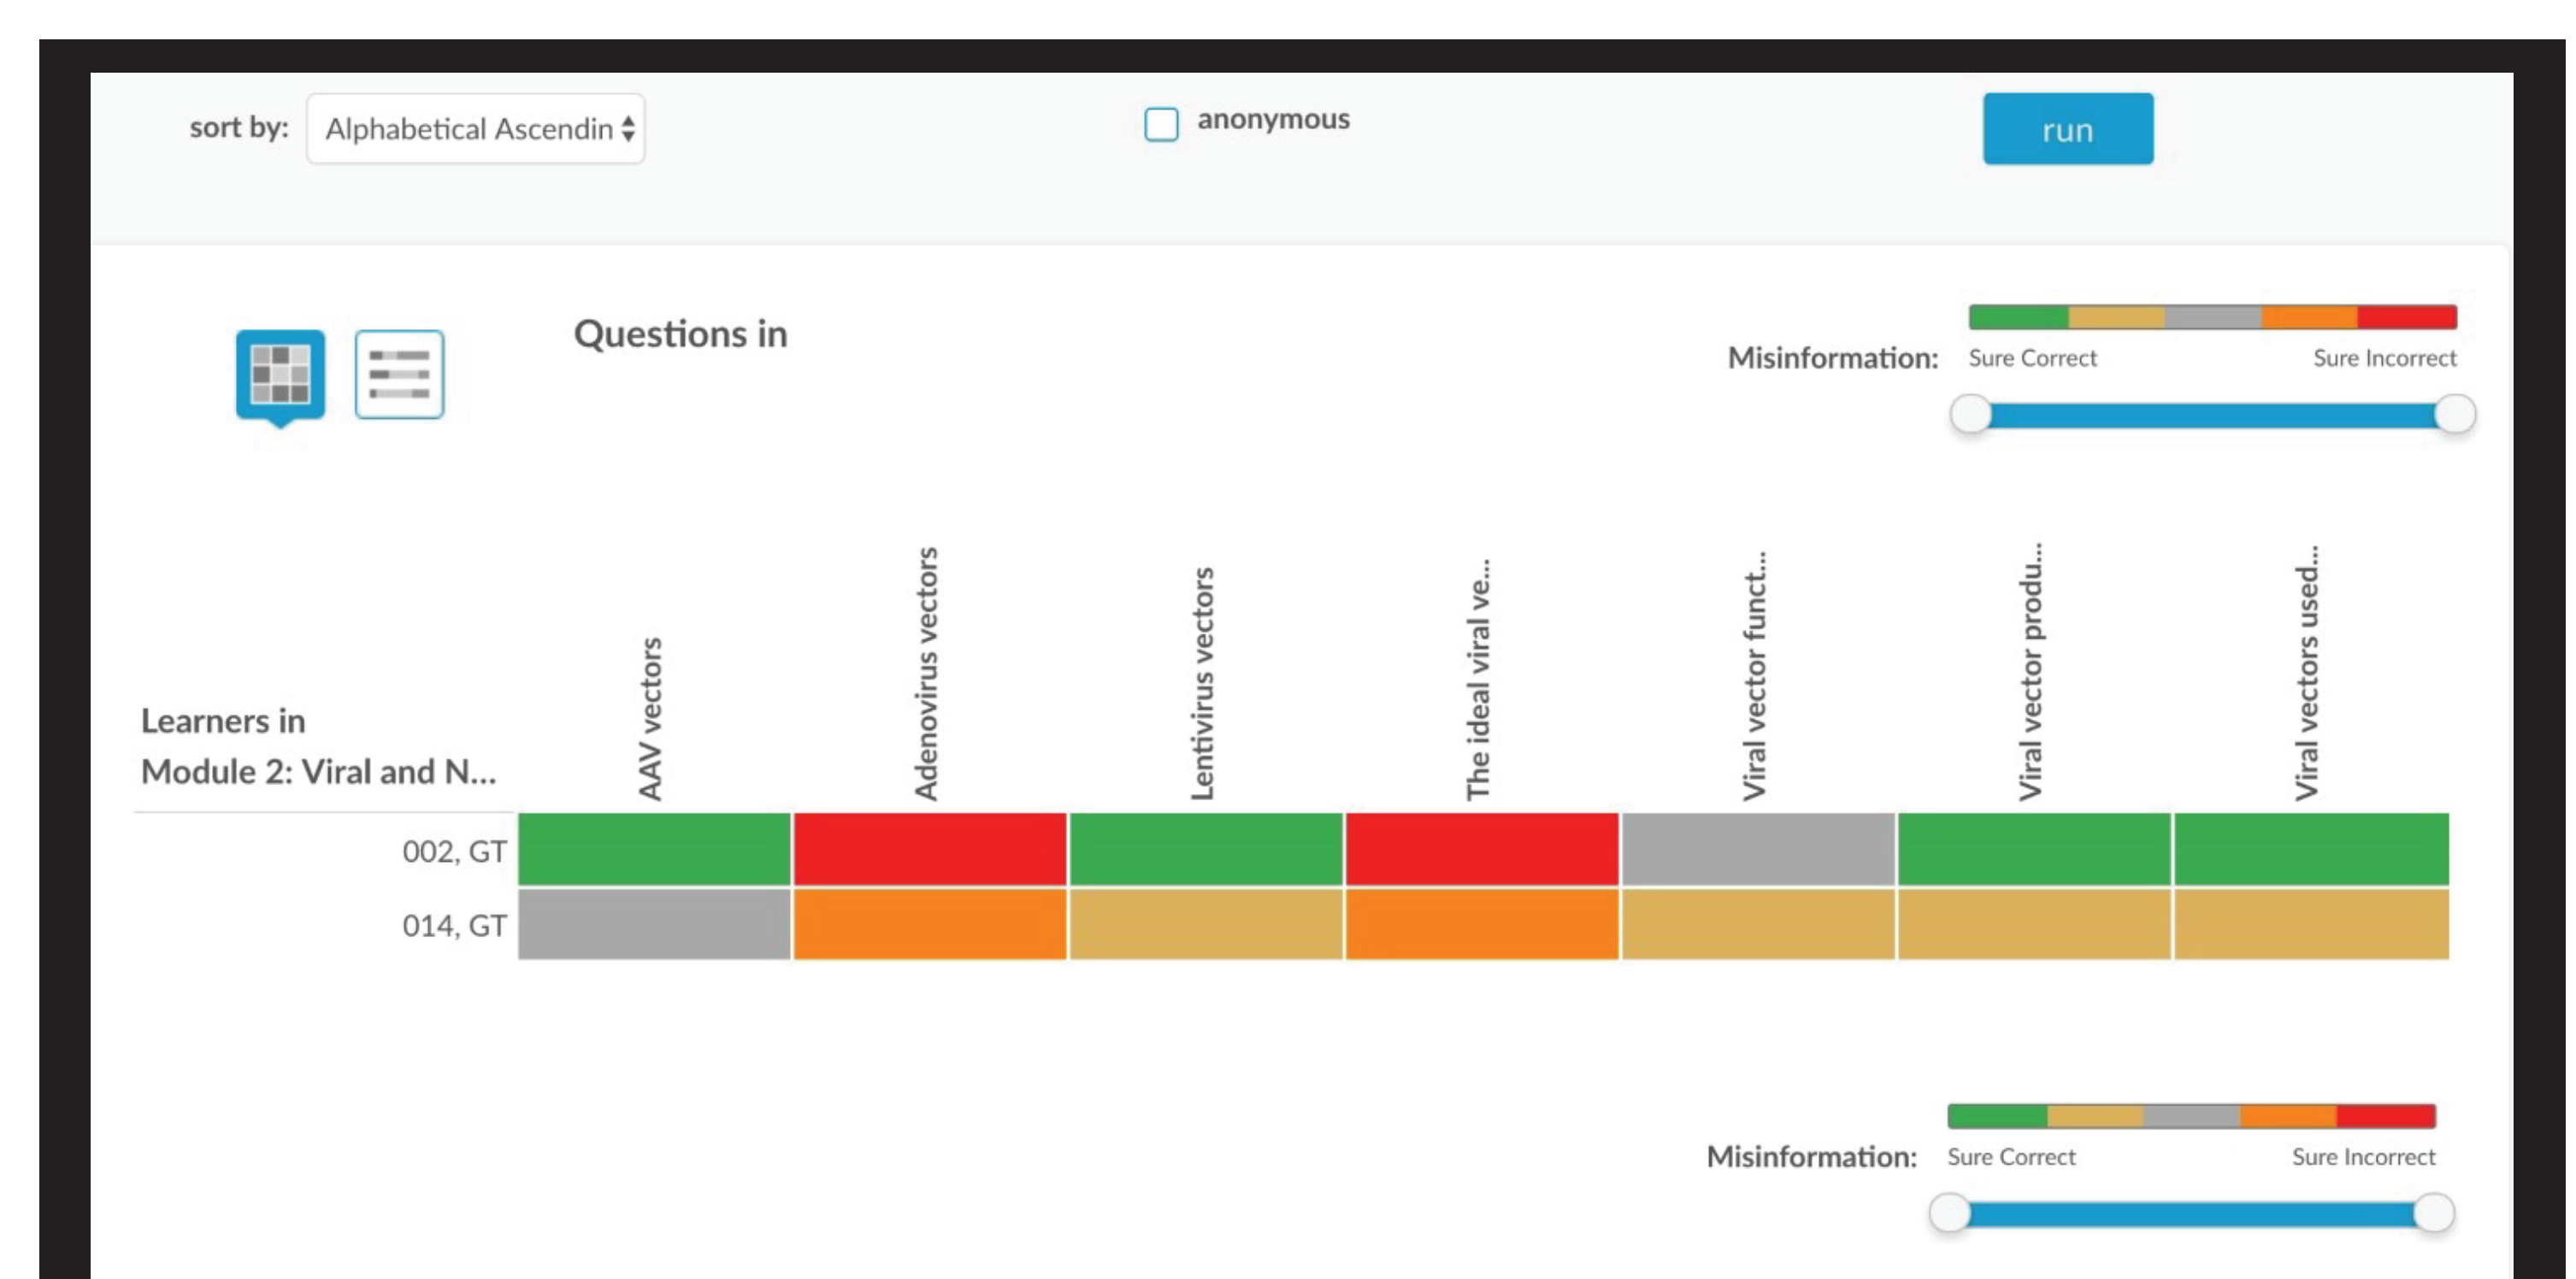 sort by:
Alphabetical Ascendin
anonymous
run
Questions in
Misinformation:
Sure Correct
Sure Incorrect
Learners in
Module 2: Viral and N...
AAV vectors
Adenovirus vectors
Lentivirus vectors
The ideal viral ve...
Viral vector funct...
Viral vector produ...
Viral vectors used...
002, GT
014, GT
Misinformation:
Sure Correct
Sure Incorrect